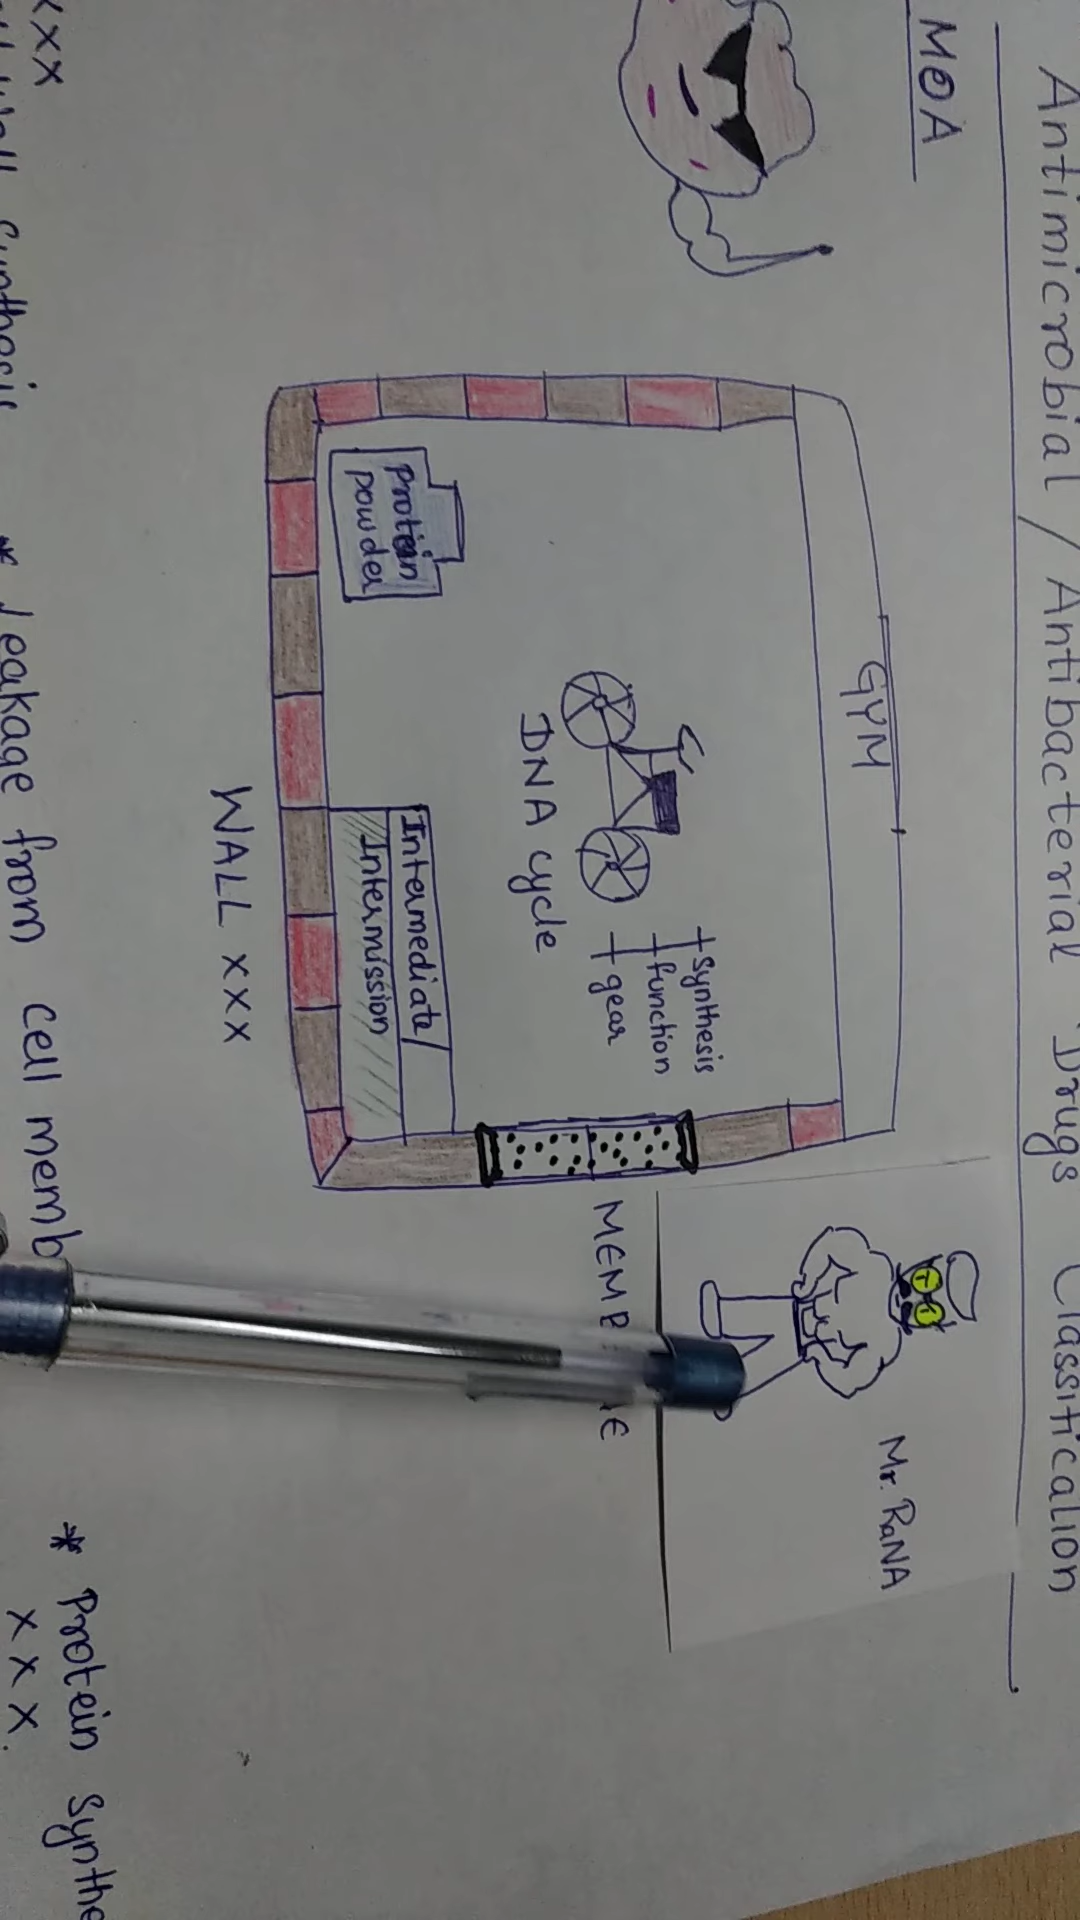 Antimicrobial / Antibacterial Drugs Classification
MOA
GYM
Mr. RaNA
synthesis
function
gear
DNA cycle
Protein
powder
Intermediate/
Intermission
WALL xxx
xxx
* leakage from cell memb
* Protein synthe
xxx